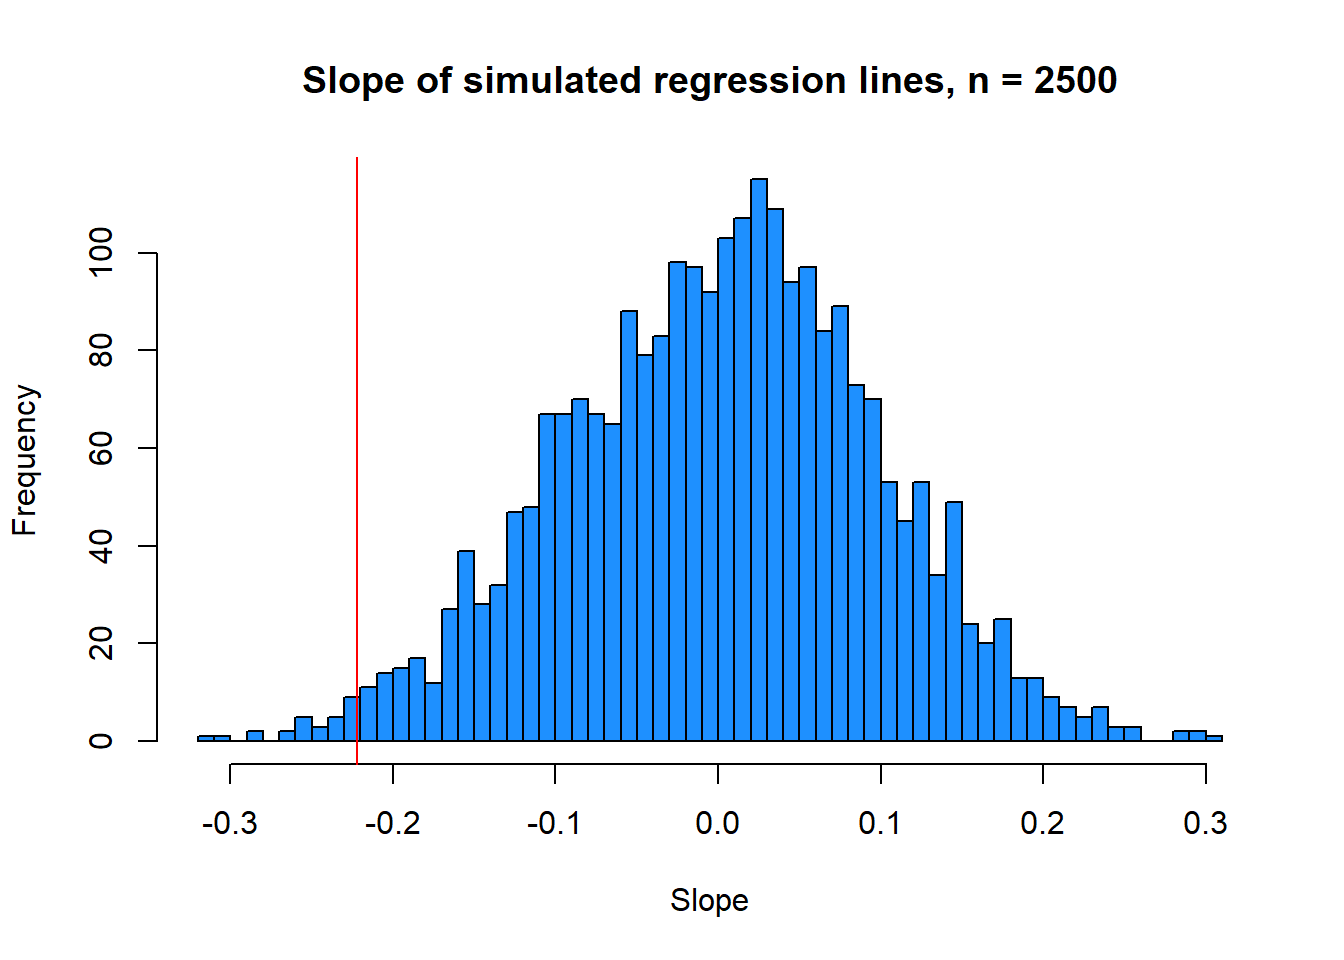 Slope of simulated regression lines, n = 2500
Frequency
100
80
60
40
20
0
-0.3 -0.2 -0.1 0.0 0.1 0.2 0.3
Slope